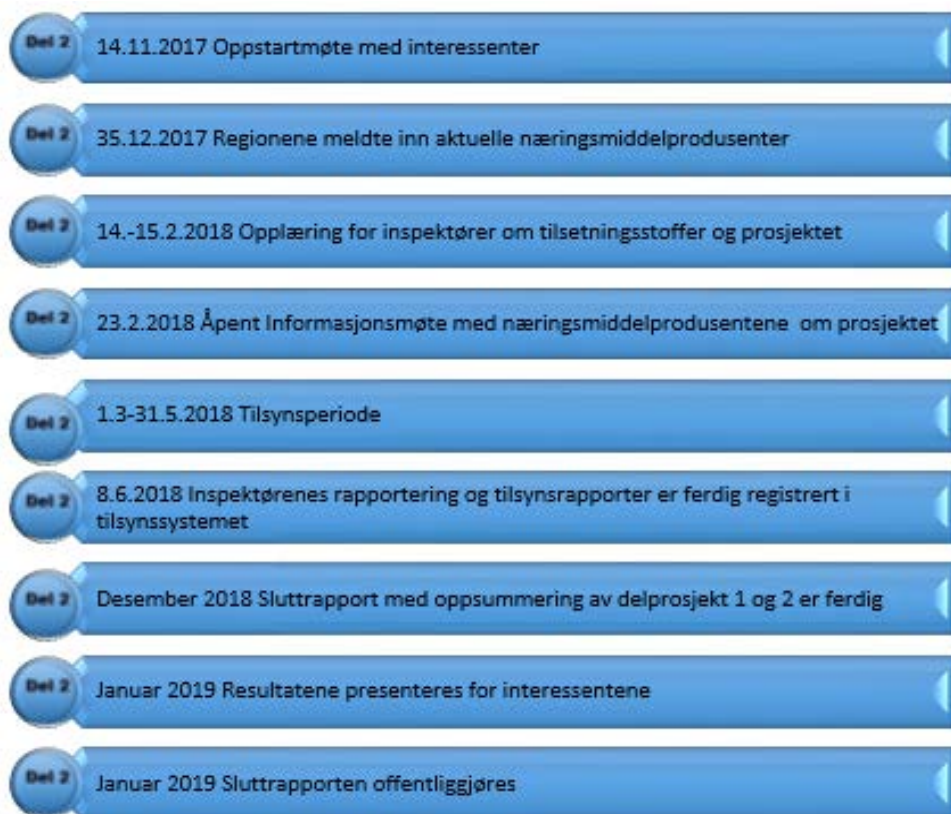 Del 2
14.11.2017 Oppstartmøte med interessenter
Del 2
35.12.2017 Regionene meldte inn aktuelle næringsmiddelprodusenter
Del 2
14.-15.2.2018 Opplæring for inspektører om tilsetningsstoffer og prosjektet
Del 2
23.2.2018 Åpent Informasjonsmøte med næringsmiddelprodusentene om prosjektet
Del 2
1.3-31.5.2018 Tilsynsperiode
Del 2
8.6.2018 Inspektørenes rapportering og tilsynsrapporter er ferdig registrert i
tilsynssystemet
Del 2
Desember 2018 Sluttrapport med oppsummering av delprosjekt 1 og 2 er ferdig
Del 2
Januar 2019 Resultatene presenteres for interessentene
Del 2
Januar 2019 Sluttrapporten offentliggjøres